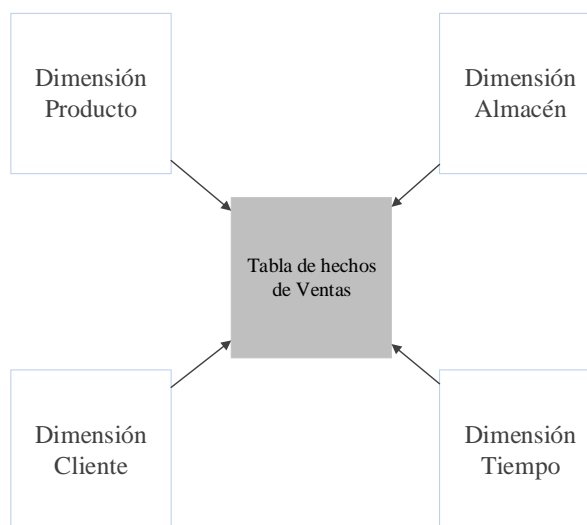 Dimensión
Producto
Dimensión
Almacén
Tabla de hechos
de Ventas
Dimensión
Cliente
Dimensión
Tiempo